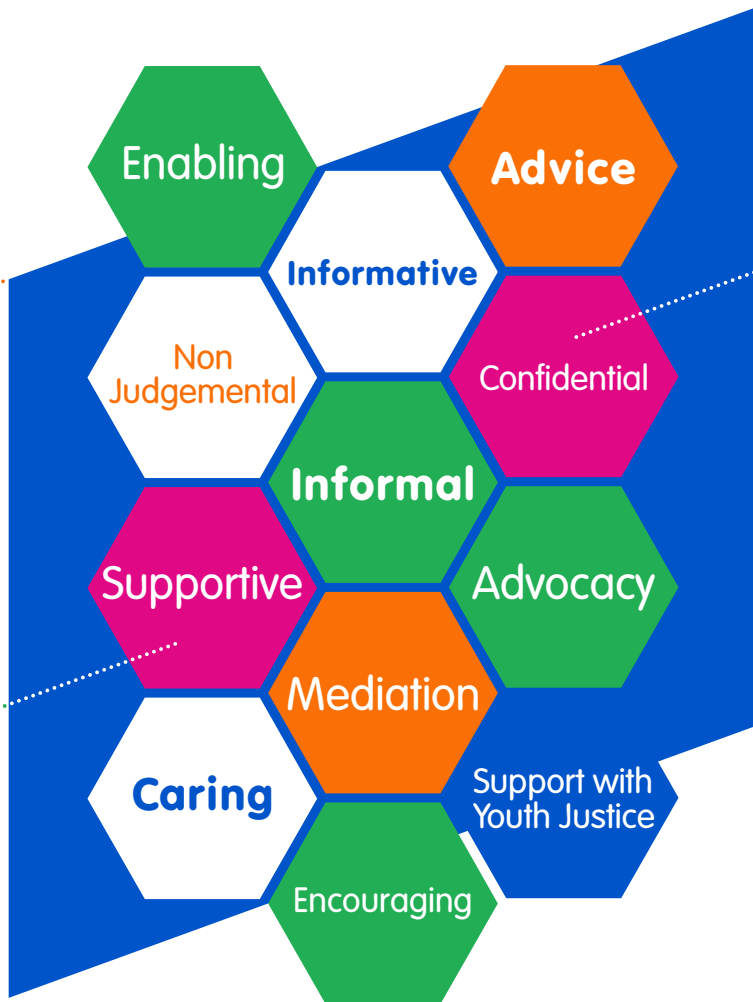 Enabling
Advice
Informative
Non
Judgemental
Confidential
Informal
Supportive
Advocacy
Mediation
Caring
Support with
Youth Justice
Encouraging